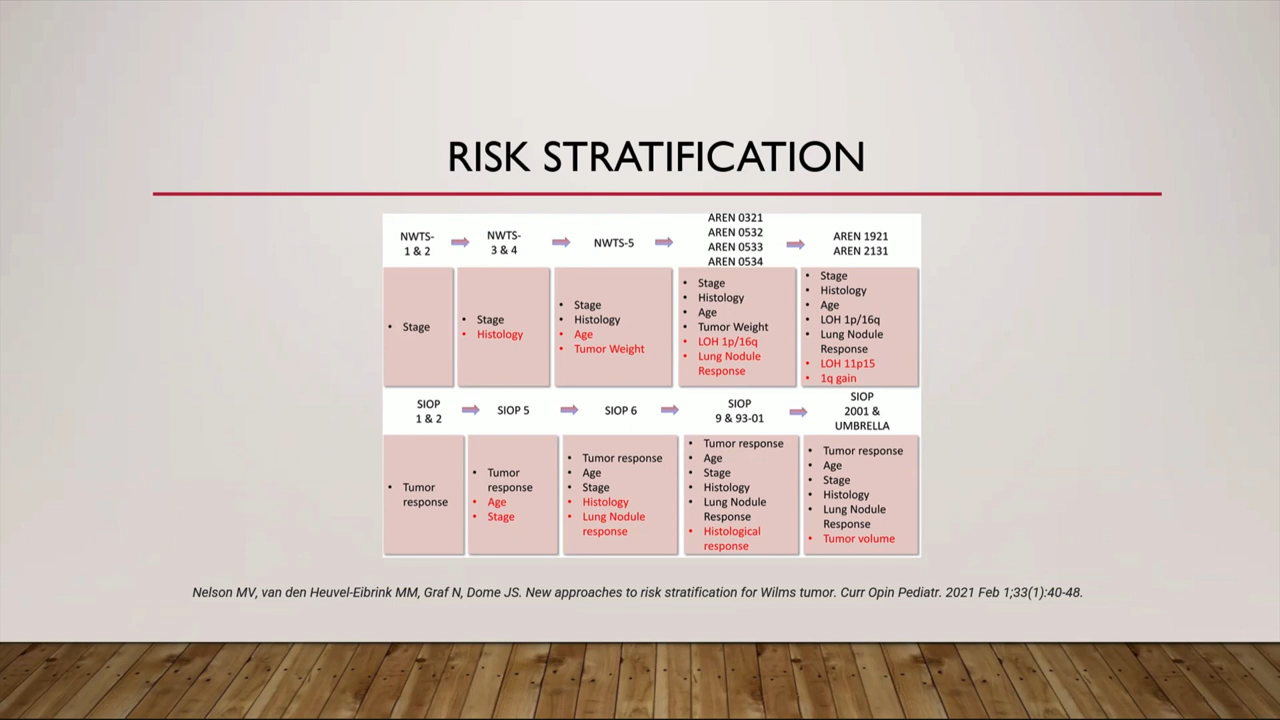 RISK STRATIFICATION
NWTS-
1 & 2
NWTS-
3 & 4
NWTS-5
AREN 0321
AREN 0532
AREN 0533
AREN 0534
AREN 1921
AREN 2131
• Stage
• Stage
• Histology
• Stage
• Histology
• Age
• Tumor Weight
• Stage
• Histology
• Age
• Tumor Weight
• LOH 1p/16q
• Lung Nodule
Response
• Stage
• Histology
• Age
• LOH 1p/16q
• Lung Nodule
Response
• LOH 11p15
• 1q gain
SIOP
1 & 2
SIOP 5
SIOP 6
SIOP
9 & 93-01
SIOP
2001 &
UMBRELLA
• Tumor
response
• Tumor
response
• Age
• Stage
• Tumor response
• Age
• Stage
• Histology
• Lung Nodule
response
• Tumor response
• Age
• Stage
• Histology
• Lung Nodule
Response
• Histological
response
• Tumor response
• Age
• Stage
• Histology
• Lung Nodule
Response
• Tumor volume
Nelson MV, van den Heuvel-Eibrink MM, Graf N, Dome JS. New approaches to risk stratification for Wilms tumor. Curr Opin Pediatr. 2021 Feb 1;33(1):40-48.